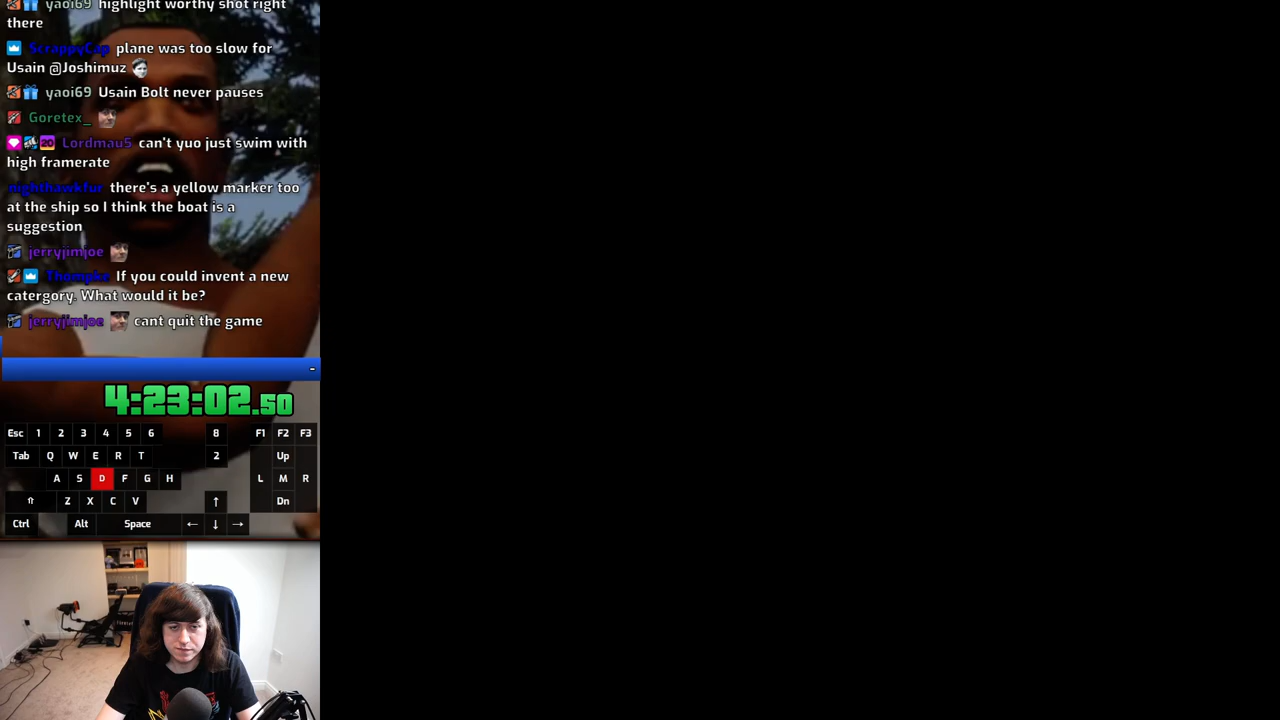 yaoi69 highlight worthy shot right
there
ScrappyCap plane was too slow for
Usain @Joshimuz
yaoi69 Usain Bolt never pauses
Goretex_
20 Lordmau5 can't yuo just swim with
high framerate
nighthawkfur there's a yellow marker too
at the ship so I think the boat is a
suggestion
jerryjimjoe
Thompke If you could invent a new
catergory. What would it be?
jerryjimjoe cant quit the game
-
4:23:02.50
Esc 1 2 3 4 5 6 8 F1 F2 F3
Tab Q W E R T 2 Up
A S D F G H L M R
⇧ Z X C V ↑ Dn
Ctrl Alt Space ← ↓ →